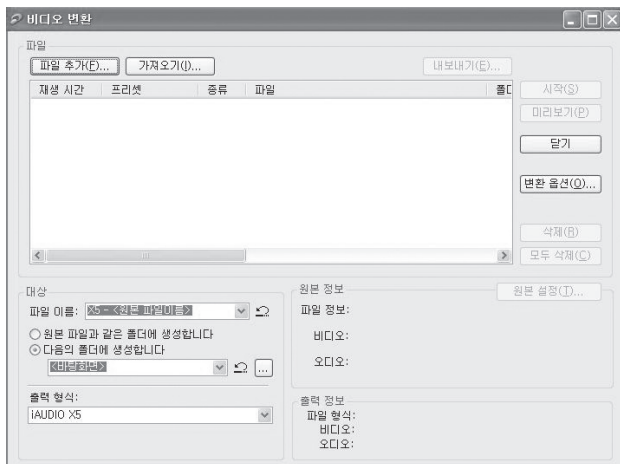 비디오 변환
파일
파일 추가(F)... 가져오기(I)... 내보내기(E)...
재생 시간 프리셋 종류 파일 폴더
시작(S)
미리보기(P)
닫기
변환 옵션(O)...
삭제(R)
모두 삭제(C)
대상
파일 이름: X5 - <원본 파일이름>
원본 파일과 같은 폴더에 생성합니다
다음의 폴더에 생성합니다
<바탕화면> ...
출력 형식:
iAUDIO X5
원본 정보 원본 설정(T)...
파일 정보:
비디오:
오디오:
출력 정보
파일 형식:
비디오:
오디오: